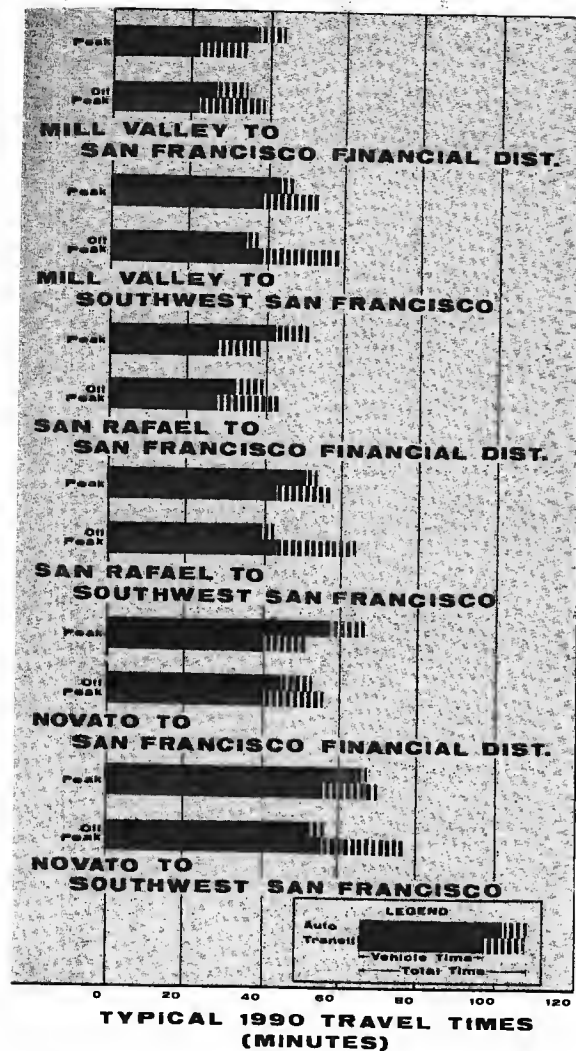 Peak
Off
Peak
MILL VALLEY TO
SAN FRANCISCO FINANCIAL DIST.
Peak
Off
Peak
MILL VALLEY TO
SOUTHWEST SAN FRANCISCO
Peak
Off
Peak
SAN RAFAEL TO
SAN FRANCISCO FINANCIAL DIST.
Peak
Off
Peak
SAN RAFAEL TO
SOUTHWEST SAN FRANCISCO
Peak
Off
Peak
NOVATO TO
SAN FRANCISCO FINANCIAL DIST.
Peak
Off
Peak
NOVATO TO
SOUTHWEST SAN FRANCISCO
LEGEND
Auto
Transit
Vehicle Time
Total Time
0 20 40 60 80 100 120
TYPICAL 1990 TRAVEL TIMES
(MINUTES)